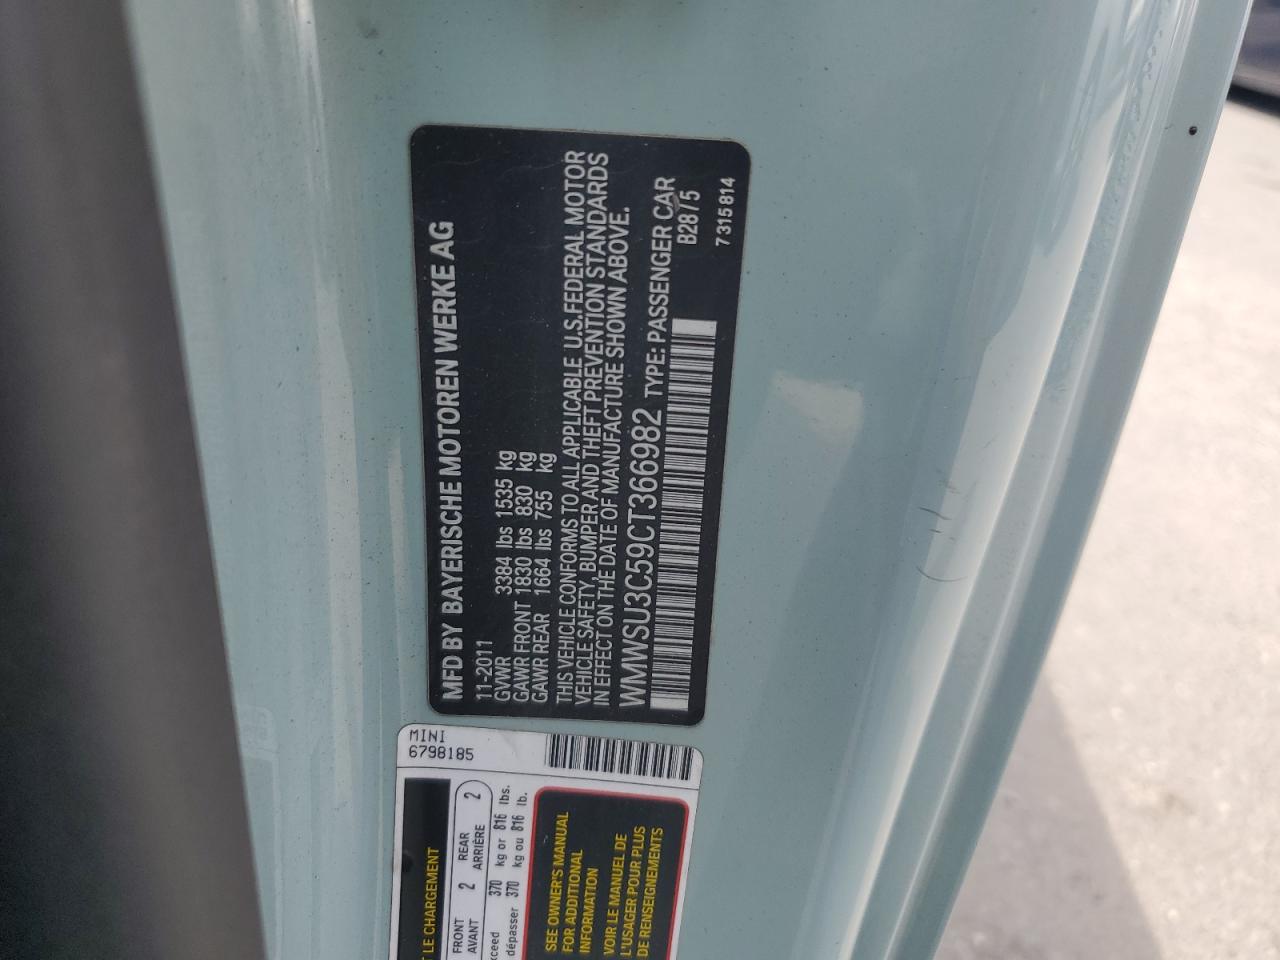 MFD BY BAYERISCHE MOTOREN WERKE AG
11-2011
GVWR 3384 lbs 1535 kg
GAWR FRONT 1830 lbs 830 kg
GAWR REAR 1664 lbs 755 kg
THIS VEHICLE CONFORMS TO ALL APPLICABLE U.S.FEDERAL MOTOR
VEHICLE SAFETY, BUMPER AND THEFT PREVENTION STANDARDS
IN EFFECT ON THE DATE OF MANUFACTURE SHOWN ABOVE.
WMWSU3C59CT366982 TYPE: PASSENGER CAR
B28/5
7315814
MINI
6798185
T LE CHARGEMENT
FRONT 2 REAR 2
AVANT ARRIÈRE
xceed 370 kg or 816 lbs.
dépasser 370 kg ou 816 lb.
SEE OWNER'S MANUAL
FOR ADDITIONAL
INFORMATION
VOIR LE MANUEL DE
L'USAGER POUR PLUS
DE RENSEIGNEMENTS